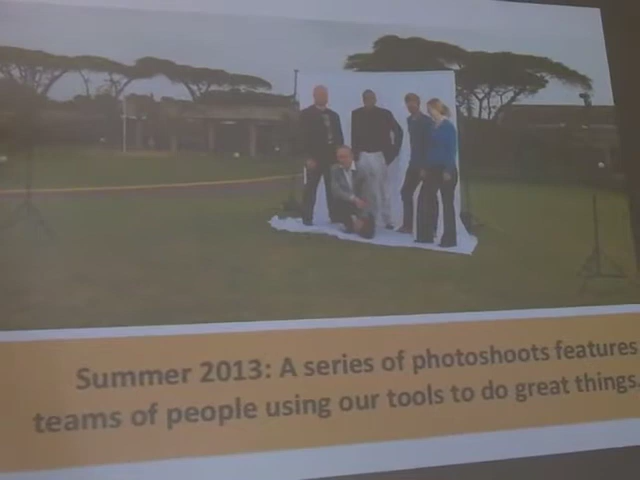 Summer 2013: A series of photoshoots features
teams of people using our tools to do great things.